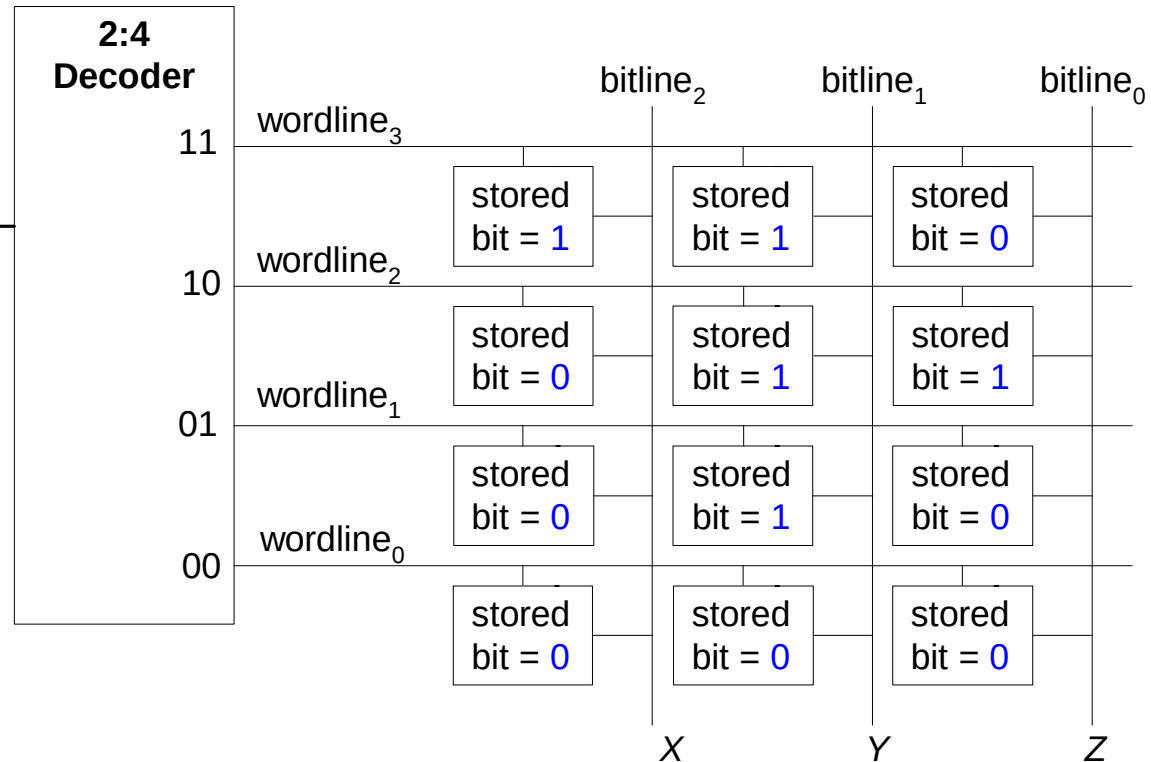 2:4
Decoder
bitline₂ bitline₁ bitline₀
wordline₃
11
stored stored stored
bit = 1 bit = 1 bit = 0
wordline₂
10
stored stored stored
bit = 0 bit = 1 bit = 1
wordline₁
01
stored stored stored
bit = 0 bit = 1 bit = 0
wordline₀
00
stored stored stored
bit = 0 bit = 0 bit = 0
X Y Z